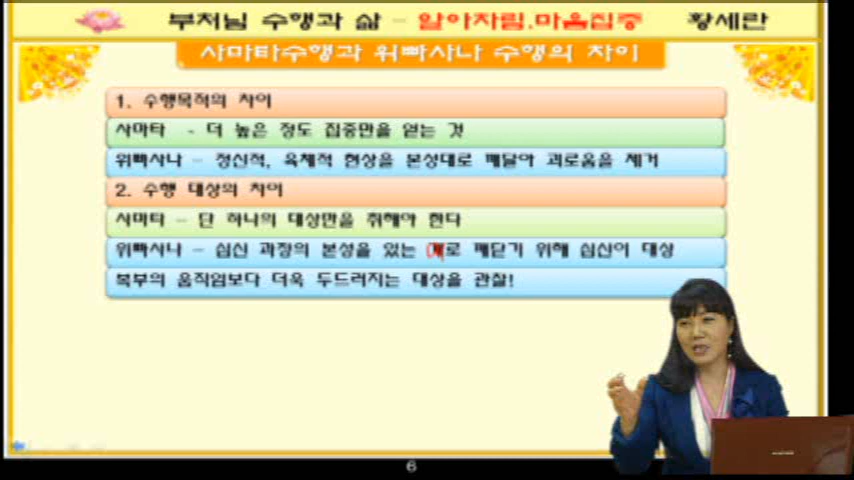 부처님 수행과 삶 - 알아차림.마음집중 황세란
사마타수행과 위빠사나 수행의 차이
1. 수행목적의 차이
사마타 - 더 높은 정도 집중만을 얻는 것
위빠사나 - 정신적, 육체적 현상을 본성대로 깨달아 괴로움을 제거
2. 수행 대상의 차이
사마타 - 단 하나의 대상만을 취해야 한다
위빠사나 - 심신 과정의 본성을 있는 깨닫기 위해 심신이 대상
복부의 움직임보다 더욱 두드러지는 대상을 관찰!
6